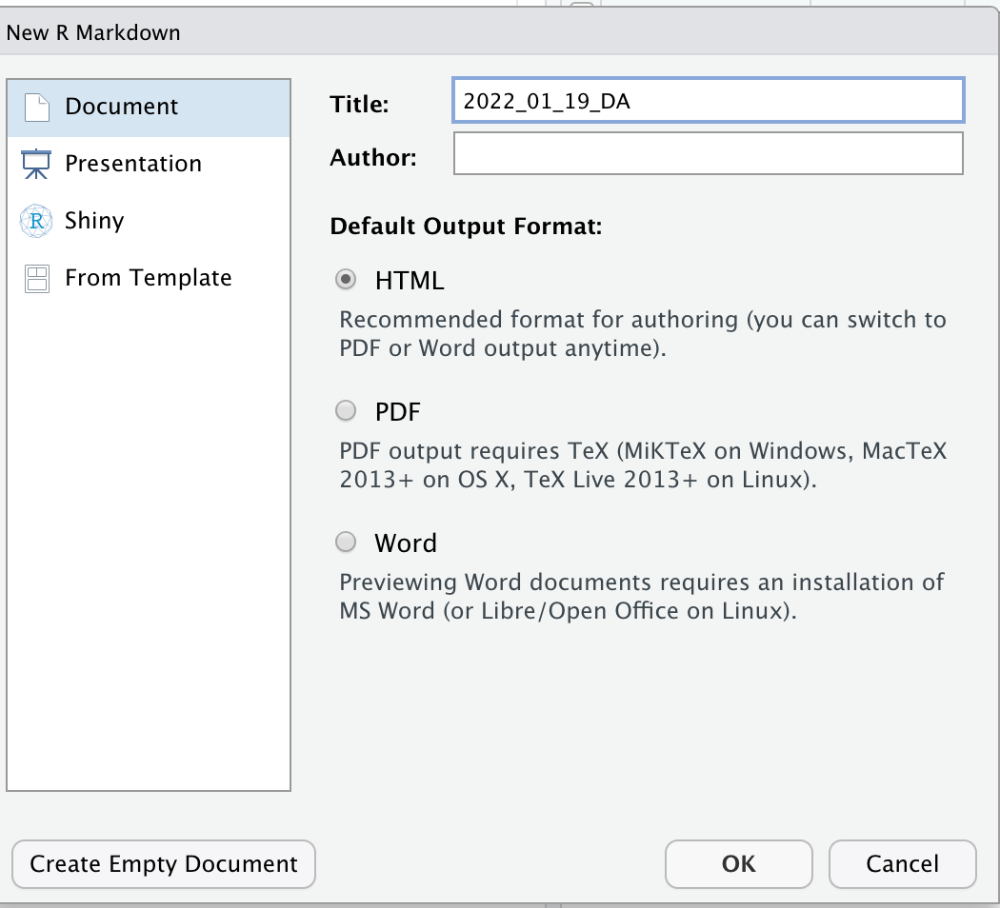 New R Markdown
Document
Presentation
R
Shiny
From Template
Title:
2022_01_19_DA
Author:
Default Output Format:
HTML
Recommended format for authoring (you can switch to
PDF or Word output anytime).
PDF
PDF output requires TeX (MiKTeX on Windows, MacTeX
2013+ on OS X, TeX Live 2013+ on Linux).
Word
Previewing Word documents requires an installation of
MS Word (or Libre/Open Office on Linux).
Create Empty Document
OK
Cancel